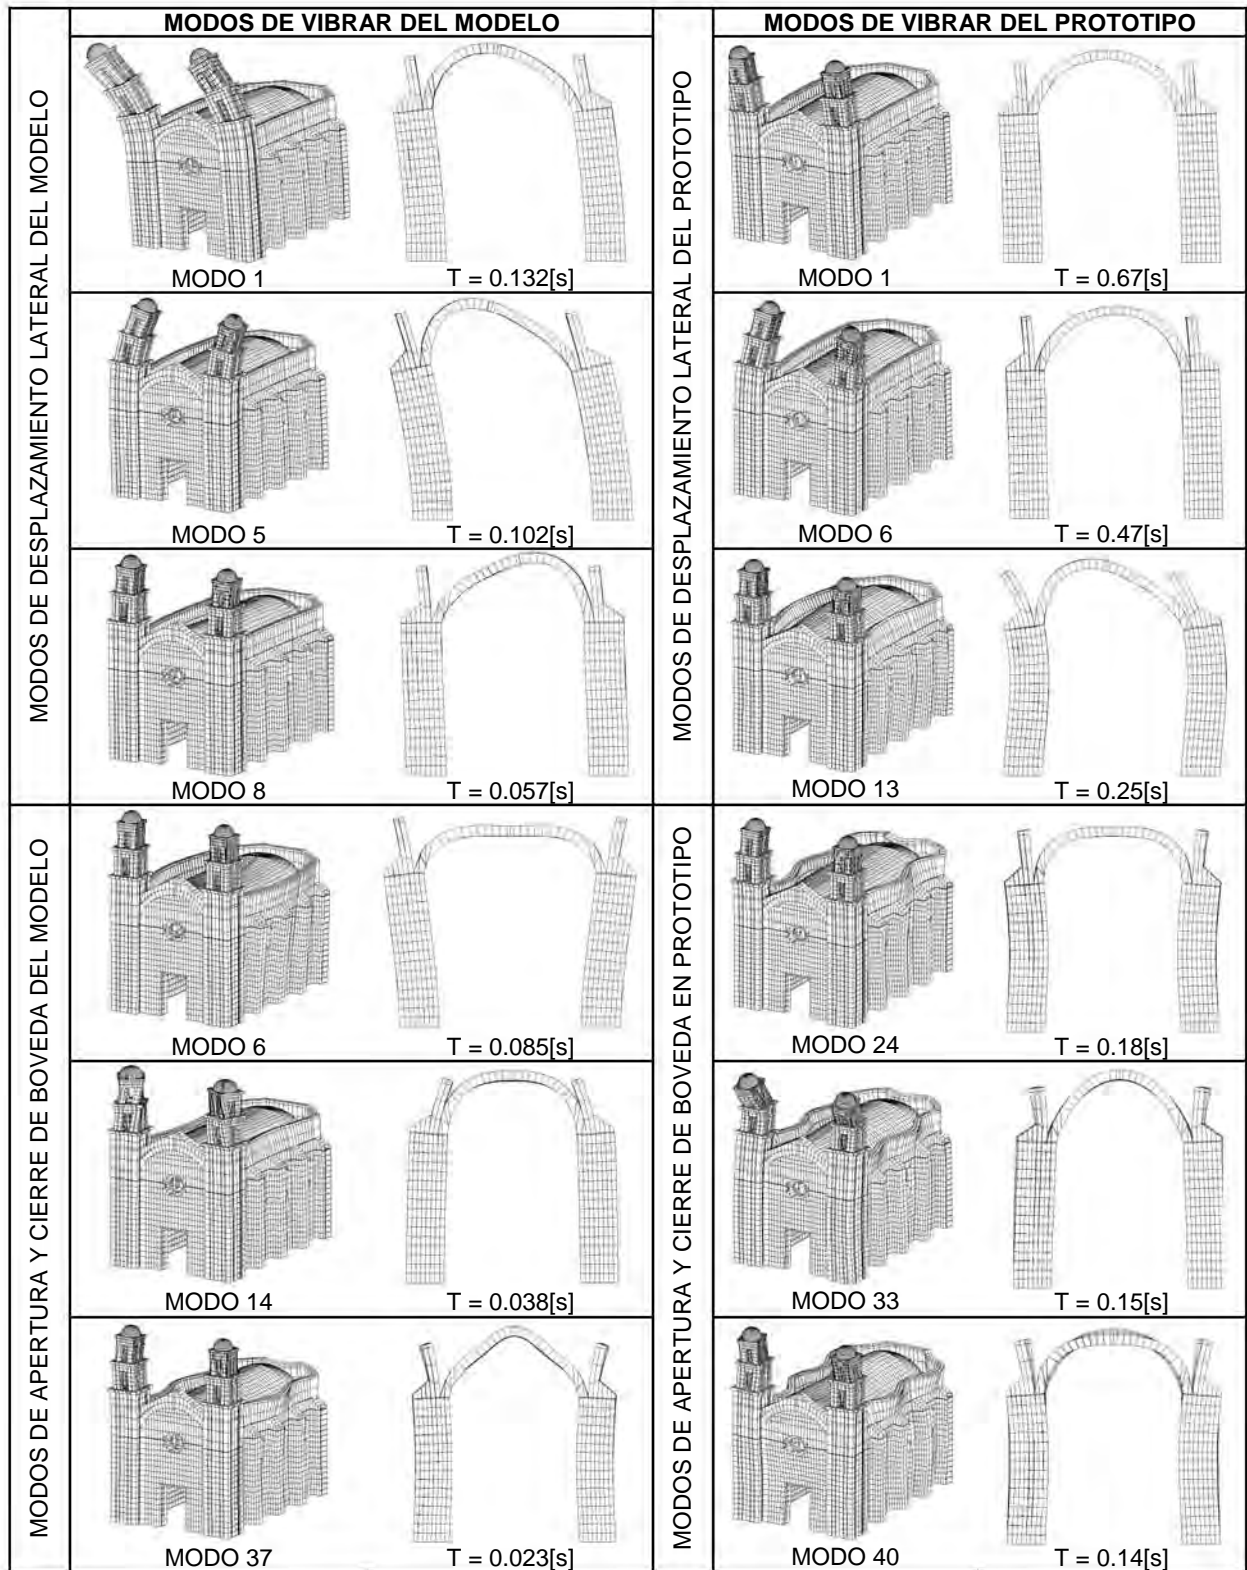 MODOS DE VIBRAR DEL MODELO
MODOS DE VIBRAR DEL PROTOTIPO
MODOS DE DESPLAZAMIENTO LATERAL DEL MODELO
MODO 1
T = 0.132[s]
MODO 5
T = 0.102[s]
MODO 8
T = 0.057[s]
MODOS DE DESPLAZAMIENTO LATERAL DEL PROTOTIPO
MODO 1
T = 0.67[s]
MODO 6
T = 0.47[s]
MODO 13
T = 0.25[s]
MODOS DE APERTURA Y CIERRE DE BOVEDA DEL MODELO
MODO 6
T = 0.085[s]
MODO 14
T = 0.038[s]
MODO 37
T = 0.023[s]
MODOS DE APERTURA Y CIERRE DE BOVEDA EN PROTOTIPO
MODO 24
T = 0.18[s]
MODO 33
T = 0.15[s]
MODO 40
T = 0.14[s]